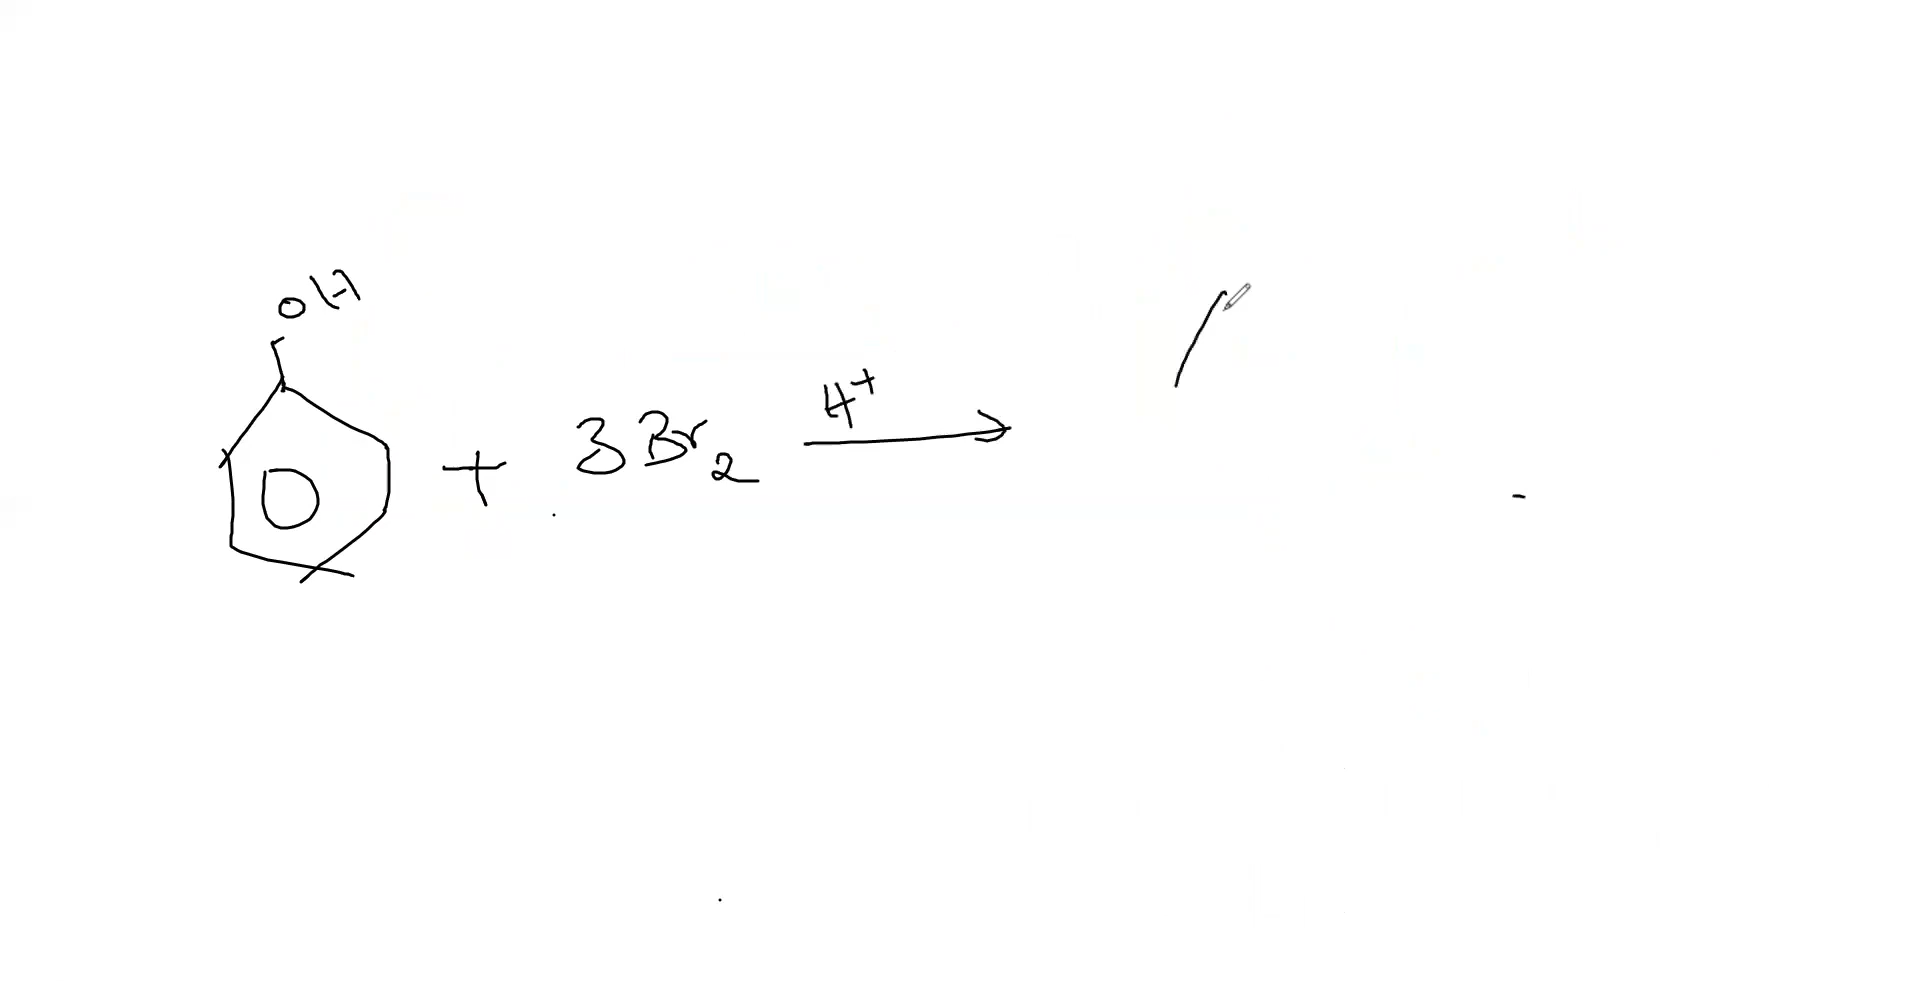 OH
+ 3Br₂ H⁺ →